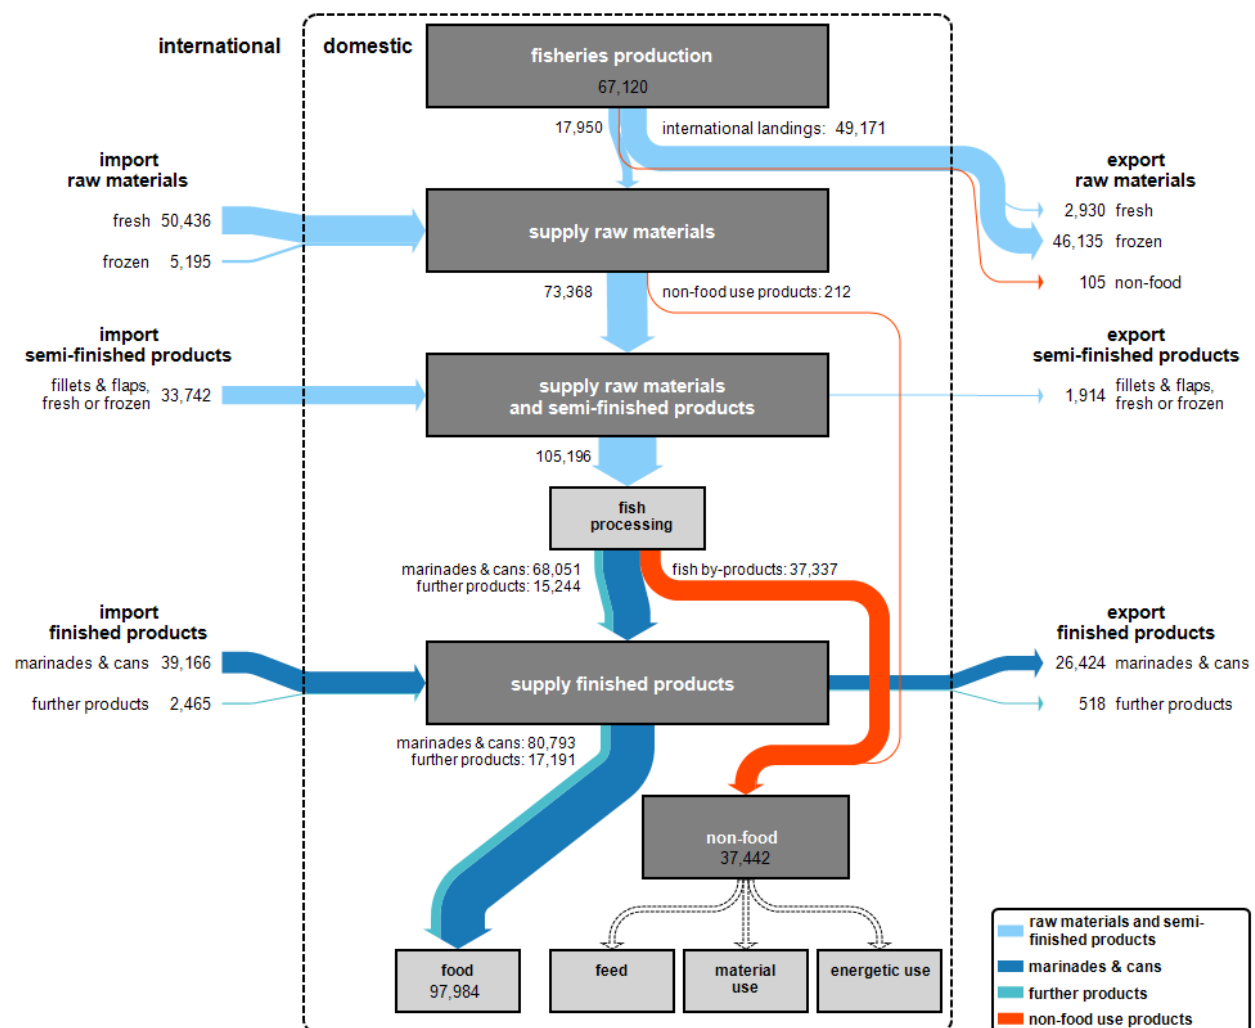 international
domestic
fisheries production
67,120
17,950
international landings: 49,171
import
raw materials
fresh 50,436
frozen 5,195
export
raw materials
2,930 fresh
46,135 frozen
105 non-food
supply raw materials
73,368
non-food use products: 212
import
semi-finished products
fillets & flaps,
fresh or frozen
33,742
export
semi-finished products
1,914
fillets & flaps,
fresh or frozen
supply raw materials
and semi-finished products
105,196
fish
processing
marinades & cans: 68,051
further products: 15,244
fish by-products: 37,337
import
finished products
marinades & cans 39,166
further products 2,465
export
finished products
26,424 marinades & cans
518 further products
supply finished products
marinades & cans: 80,793
further products: 17,191
non-food
37,442
food
97,984
feed
material
use
energetic use
raw materials and semi-
finished products
marinades & cans
further products
non-food use products